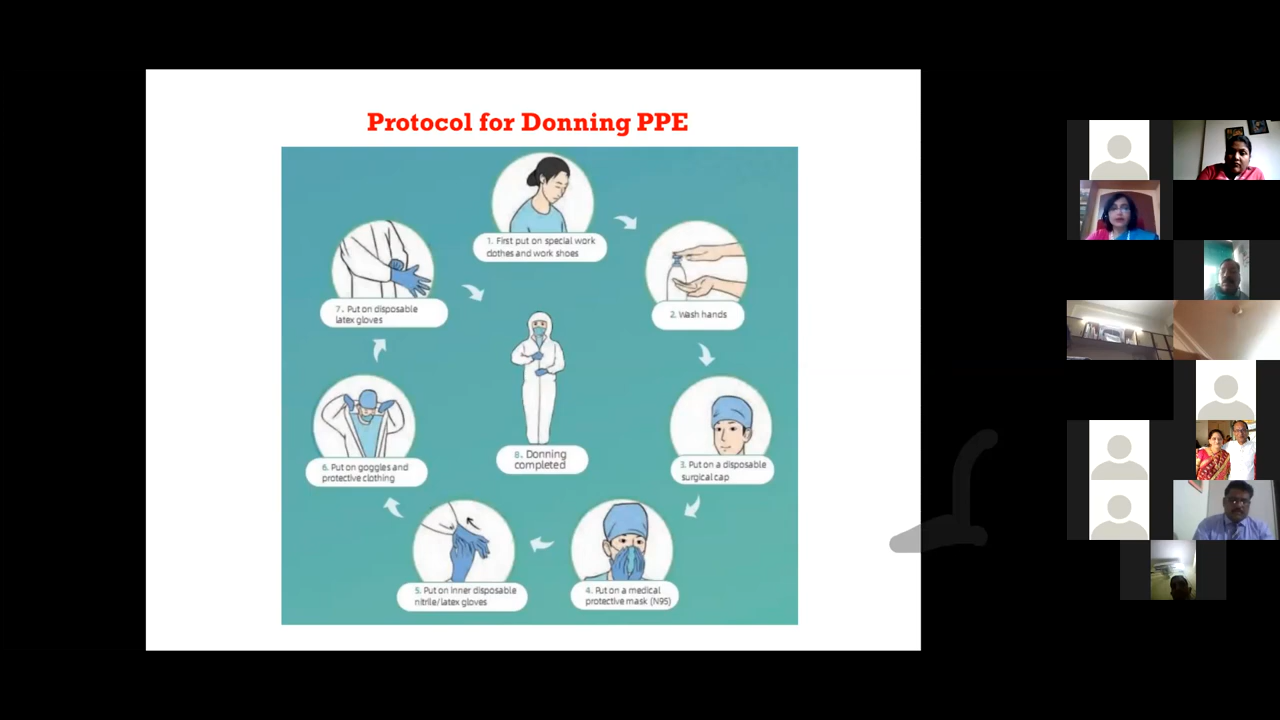 Protocol for Donning PPE
1. First put on special work
clothes and work shoes
2. Wash hands
3. Put on a disposable
surgical cap
4. Put on a medical
protective mask (N95)
5. Put on inner disposable
nitrile/latex gloves
6. Put on goggles and
protective clothing
7. Put on disposable
latex gloves
8. Donning
completed